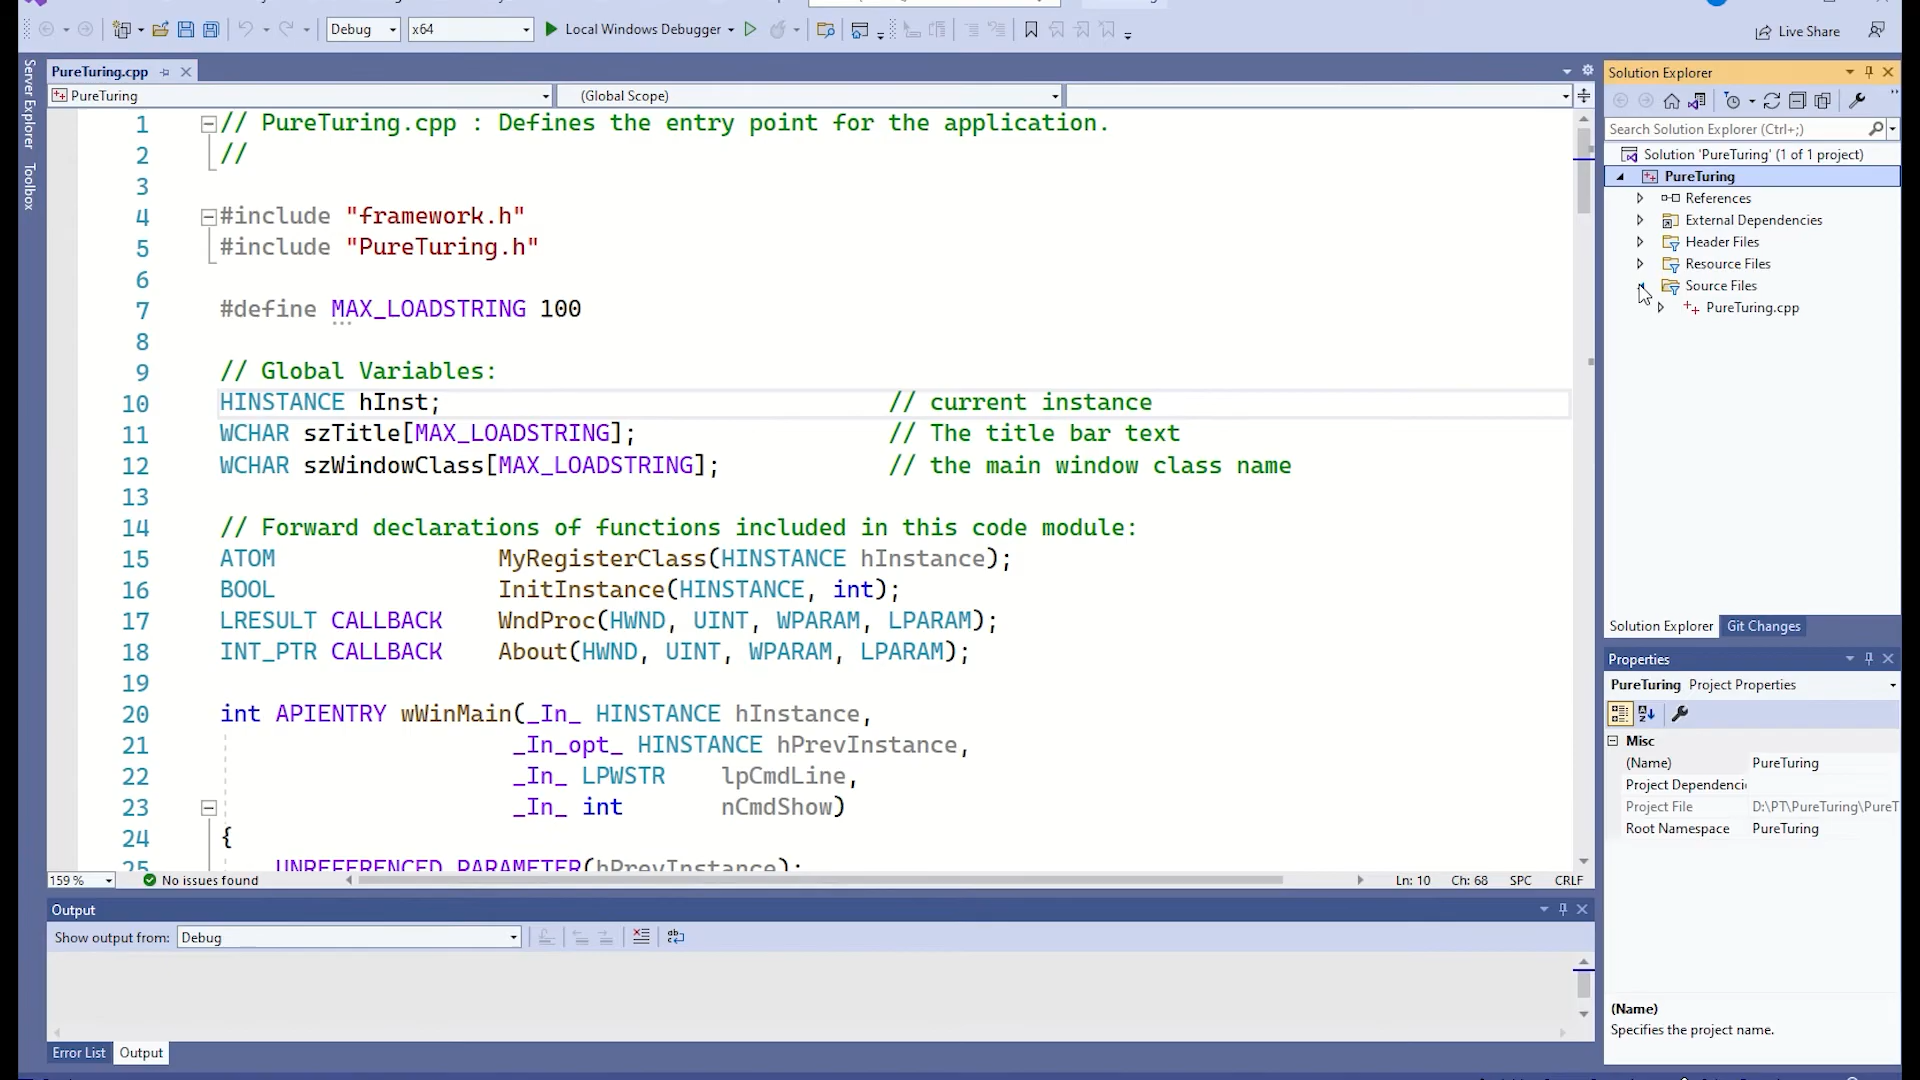 Debug
x64
Local Windows Debugger
Live Share
Server Explorer
Toolbox
PureTuring.cpp
PureTuring
(Global Scope)
1 // PureTuring.cpp : Defines the entry point for the application.
2 //
3
4 #include "framework.h"
5 #include "PureTuring.h"
6
7 #define MAX_LOADSTRING 100
8
9 // Global Variables:
10 HINSTANCE hInst; // current instance
11 WCHAR szTitle[MAX_LOADSTRING]; // The title bar text
12 WCHAR szWindowClass[MAX_LOADSTRING]; // the main window class name
13
14 // Forward declarations of functions included in this code module:
15 ATOM MyRegisterClass(HINSTANCE hInstance);
16 BOOL InitInstance(HINSTANCE, int);
17 LRESULT CALLBACK WndProc(HWND, UINT, WPARAM, LPARAM);
18 INT_PTR CALLBACK About(HWND, UINT, WPARAM, LPARAM);
19
20 int APIENTRY wWinMain(_In_ HINSTANCE hInstance,
21 _In_opt_ HINSTANCE hPrevInstance,
22 _In_ LPWSTR lpCmdLine,
23 _In_ int nCmdShow)
24 {
25 UNREFERENCED_PARAMETER(hPrevInstance);
159 %
No issues found
Ln: 10 Ch: 68 SPC CRLF
Output
Show output from: Debug
Error List
Output
Solution Explorer
Search Solution Explorer (Ctrl+;)
Solution 'PureTuring' (1 of 1 project)
PureTuring
References
External Dependencies
Header Files
Resource Files
Source Files
PureTuring.cpp
Solution Explorer
Git Changes
Properties
PureTuring Project Properties
Misc
(Name) PureTuring
Project Dependenci
Project File D:\PT\PureTuring\PureT
Root Namespace PureTuring
(Name)
Specifies the project name.